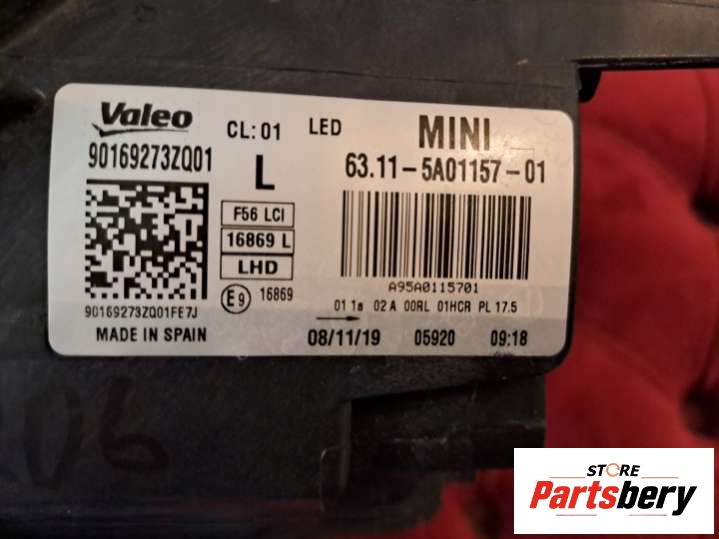 Valeo
CL: 01
LED
MINI
90169273ZQ01
L
63.11-5A01157-01
F56 LCI
16869 L
LHD
E9 16869
A95A0115701
01 1a 02 A 00RL 01HCR PL 17.5
90169273ZQ01FE7J
MADE IN SPAIN
08/11/19 05920 09:18
206
STORE
Partsbery